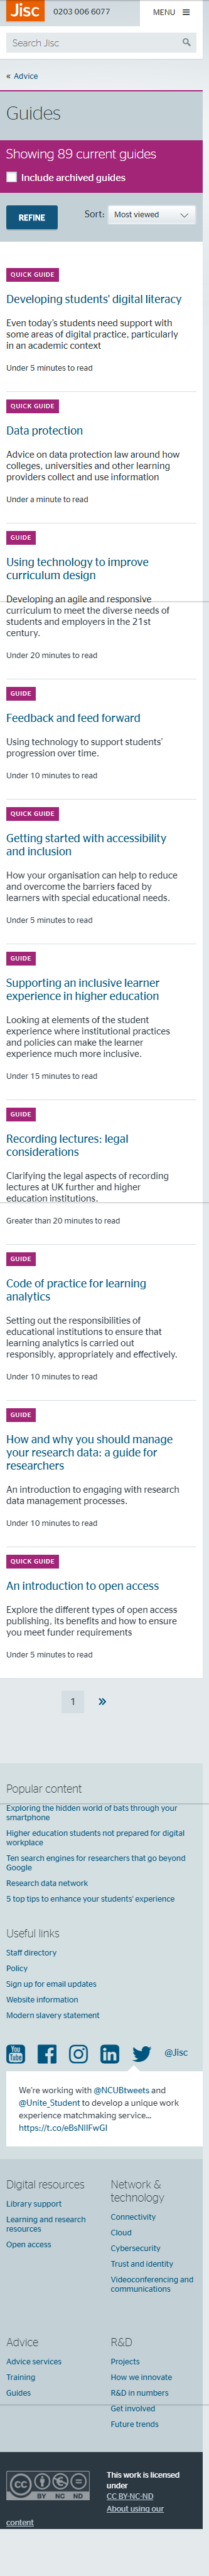 Jisc
0203 006 6077
MENU
Search Jisc
« Advice
Guides
Showing 89 current guides
Include archived guides
REFINE
Sort:
Most viewed
QUICK GUIDE
Developing students' digital literacy
Even today's students need support with
some areas of digital practice, particularly
in an academic context
Under 5 minutes to read
QUICK GUIDE
Data protection
Advice on data protection law around how
colleges, universities and other learning
providers collect and use information
Under a minute to read
GUIDE
Using technology to improve
curriculum design
Developing an agile and responsive
curriculum to meet the diverse needs of
students and employers in the 21st
century.
Under 20 minutes to read
GUIDE
Feedback and feed forward
Using technology to support students'
progression over time.
Under 10 minutes to read
QUICK GUIDE
Getting started with accessibility
and inclusion
How your organisation can help to reduce
and overcome the barriers faced by
learners with special educational needs.
Under 5 minutes to read
GUIDE
Supporting an inclusive learner
experience in higher education
Looking at elements of the student
experience where institutional practices
and policies can make the learner
experience much more inclusive.
Under 15 minutes to read
GUIDE
Recording lectures: legal
considerations
Clarifying the legal aspects of recording
lectures at UK further and higher
education institutions.
Greater than 20 minutes to read
GUIDE
Code of practice for learning
analytics
Setting out the responsibilities of
educational institutions to ensure that
learning analytics is carried out
responsibly, appropriately and effectively.
Under 10 minutes to read
GUIDE
How and why you should manage
your research data: a guide for
researchers
An introduction to engaging with research
data management processes.
Under 10 minutes to read
QUICK GUIDE
An introduction to open access
Explore the different types of open access
publishing, its benefits and how to ensure
you meet funder requirements
Under 5 minutes to read
1 »
Popular content
Exploring the hidden world of bats through your
smartphone
Higher education students not prepared for digital
workplace
Ten search engines for researchers that go beyond
Google
Research data network
5 top tips to enhance your students' experience
Useful links
Staff directory
Policy
Sign up for email updates
Website information
Modern slavery statement
You Tube
@Jisc
We're working with @NCUBtweets and
@Unite_Student to develop a unique work
experience matchmaking service...
https://t.co/eBsNIIFwGI
Digital resources
Library support
Learning and research
resources
Open access
Network &
technology
Connectivity
Cloud
Cybersecurity
Trust and identity
Videoconferencing and
communications
Advice
Advice services
Training
Guides
R&D
Projects
How we innovate
R&D in numbers
Get involved
Future trends
CC BY NC ND
This work is licensed
under
CC BY-NC-ND
About using our
content